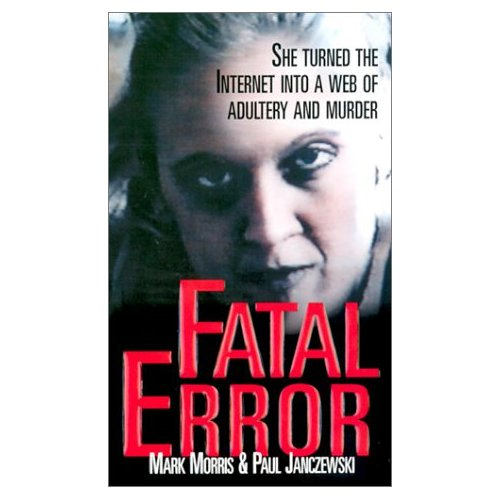 SHE TURNED THE
INTERNET INTO A WEB OF
ADULTERY AND MURDER
FATAL
ERROR
MARK MORRIS & PAUL JANCZEWSKI